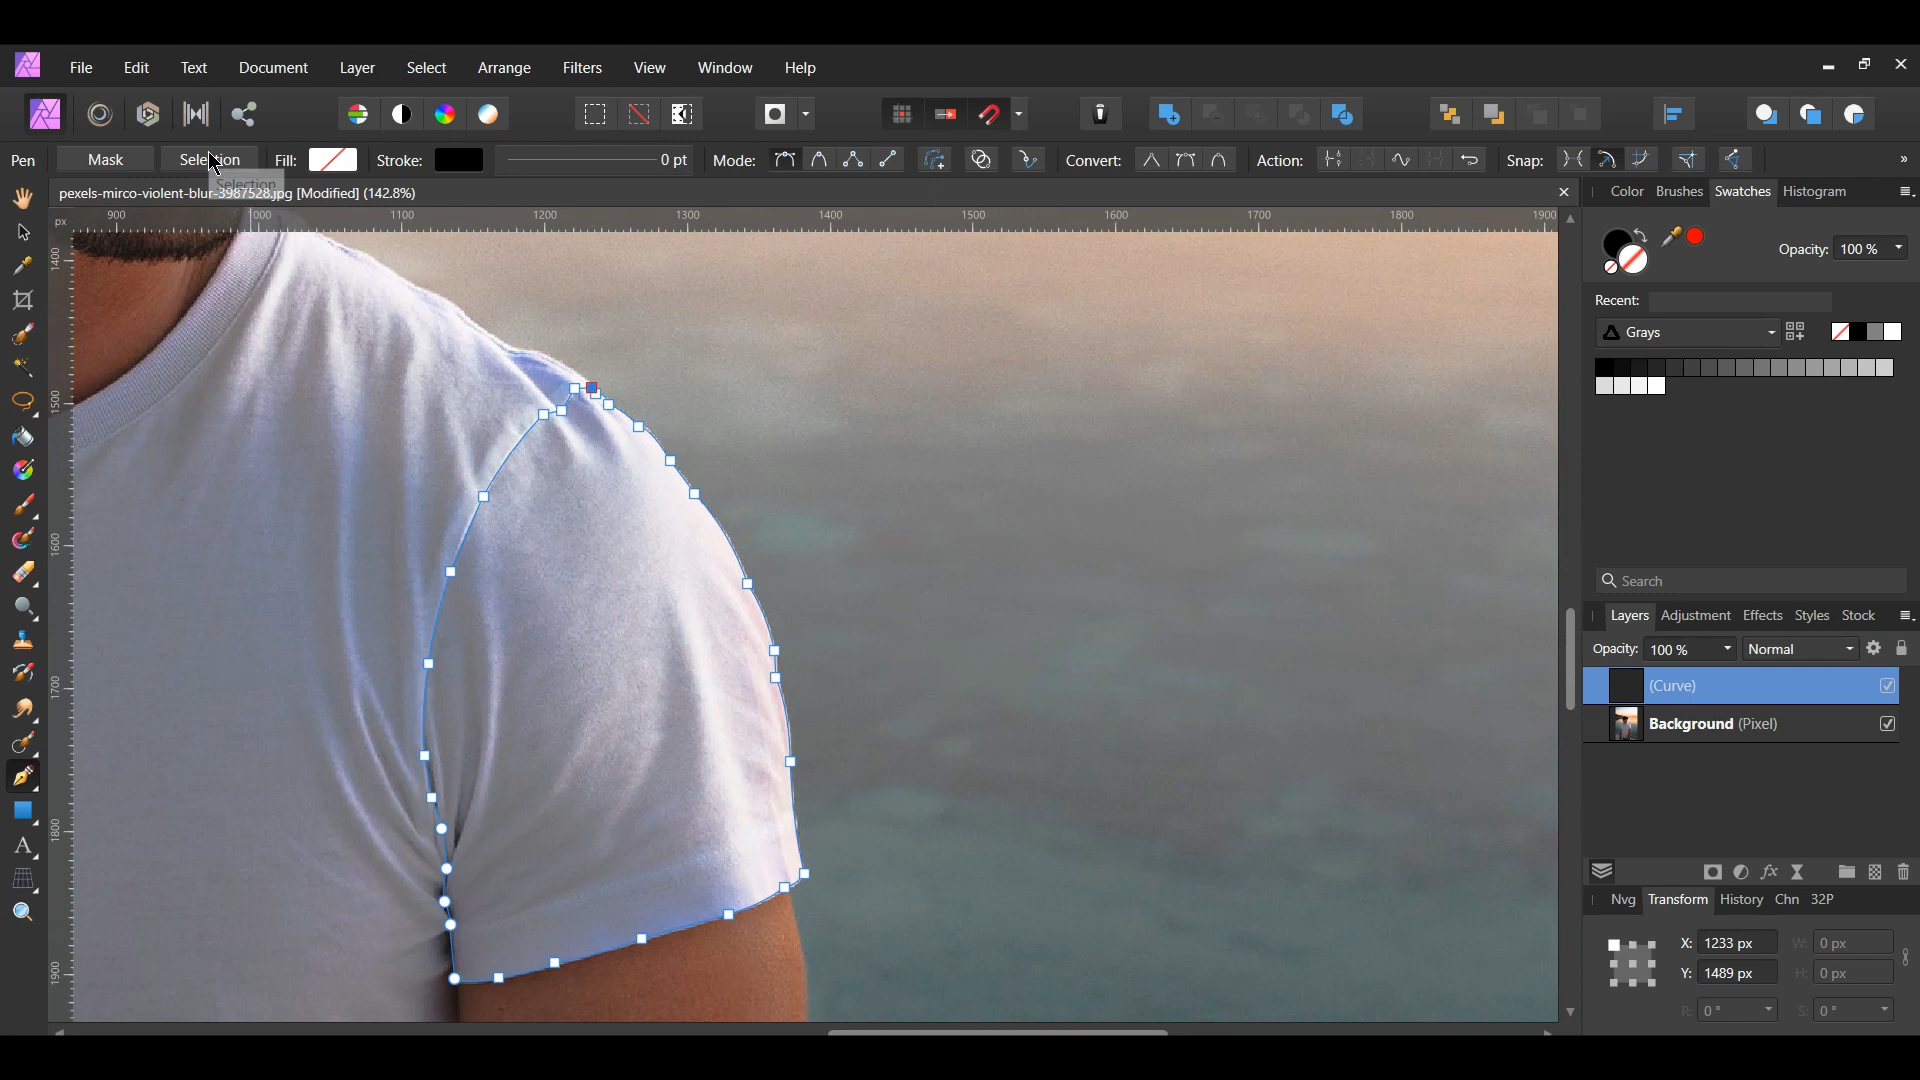 File Edit Text Document Layer Select Arrange Filters View Window Help
Pen Mask Selection Fill: Stroke: 0 pt Mode: Convert: Action: Snap: »
Selection
pexels-mirco-violent-blur-3987528.jpg [Modified] (142.8%)
Color Brushes Swatches Histogram
px 900 000 1100 1200 1300 1400 1500 1600 1700 1800 1900
1400
1500
1600
1700
1800
1900
Opacity: 100 %
Recent:
Grays
Search
Layers Adjustment Effects Styles Stock
Opacity: 100 % Normal
(Curve)
Background (Pixel)
Nvg Transform History Chn 32P
X: 1233 px W: 0 px
Y: 1489 px H: 0 px
R: 0 ° S: 0 °